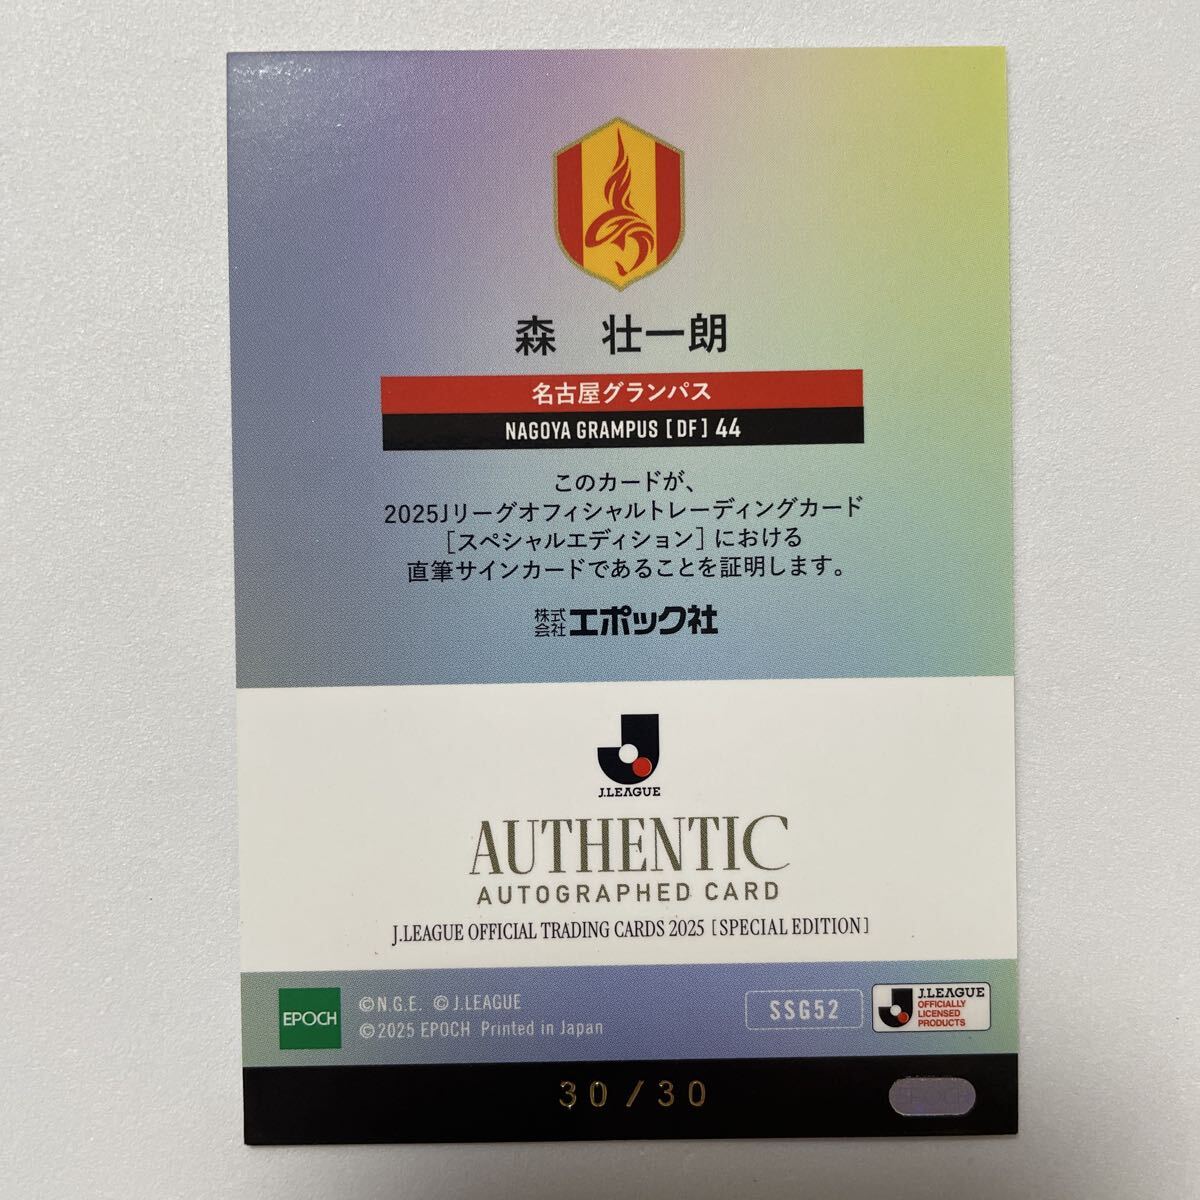 森 壮一朗
名古屋グランパス
NAGOYA GRAMPUS [ DF ] 44
このカードが、
2025Jリーグオフィシャルトレーディングカード
[スペシャルエディション] における
直筆サインカードであることを証明します。
株式会社エポック社
J.LEAGUE
AUTHENTIC
AUTOGRAPHED CARD
J.LEAGUE OFFICIAL TRADING CARDS 2025 [SPECIAL EDITION]
EPOCH
©N.G.E. ©J.LEAGUE
©2025 EPOCH Printed in Japan
SSG52
J.LEAGUE
OFFICIALLY
LICENSED
PRODUCTS
30/30
EPOCH